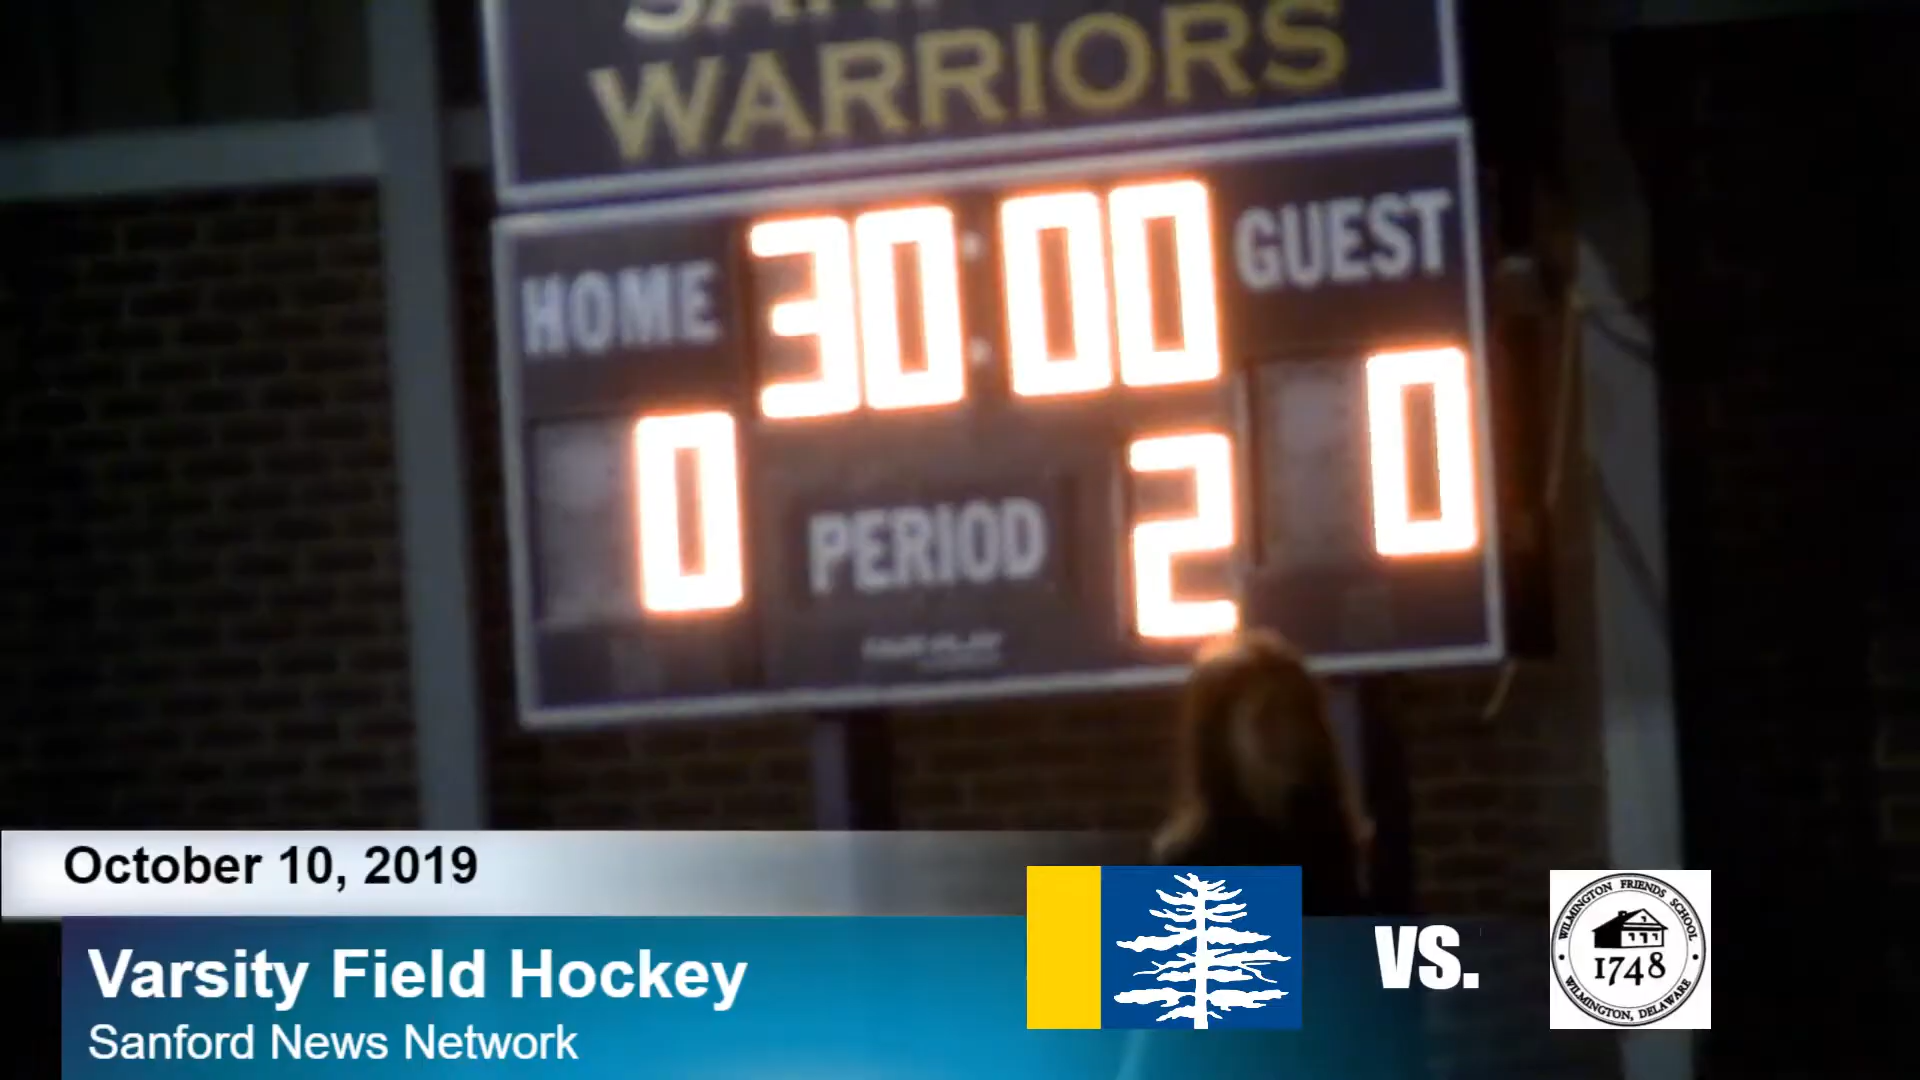 WARRIORS
HOME 30:00 GUEST
0 PERIOD 2 0
October 10, 2019
Varsity Field Hockey
Sanford News Network
VS.
WILMINGTON FRIENDS SCHOOL
1748
WILMINGTON, DELAWARE